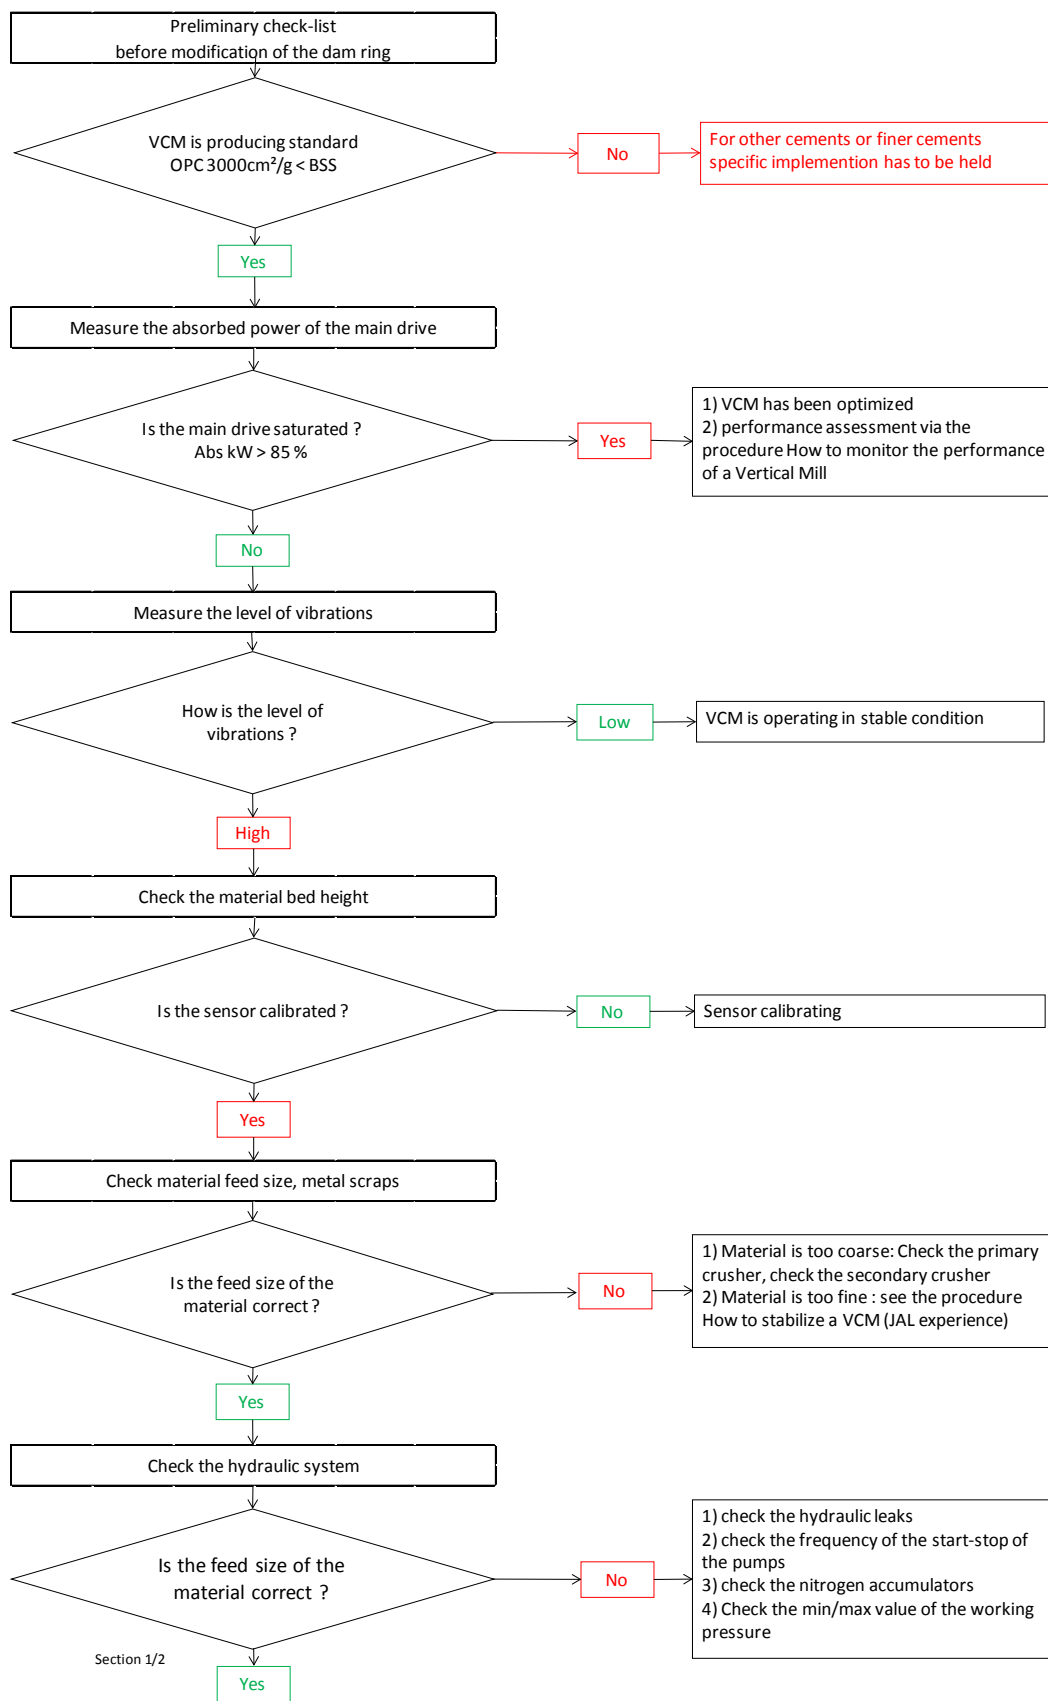 Preliminary check-list
before modification of the dam ring
VCM is producing standard
OPC 3000cm²/g < BSS
No
For other cements or finer cements
specific implemention has to be held
Yes
Measure the absorbed power of the main drive
Is the main drive saturated ?
Abs kW > 85 %
Yes
1) VCM has been optimized
2) performance assessment via the
procedure How to monitor the performance
of a Vertical Mill
No
Measure the level of vibrations
How is the level of
vibrations ?
Low
VCM is operating in stable condition
High
Check the material bed height
Is the sensor calibrated ?
No
Sensor calibrating
Yes
Check material feed size, metal scraps
Is the feed size of the
material correct ?
No
1) Material is too coarse: Check the primary
crusher, check the secondary crusher
2) Material is too fine : see the procedure
How to stabilize a VCM (JAL experience)
Yes
Check the hydraulic system
Is the feed size of the
material correct ?
No
1) check the hydraulic leaks
2) check the frequency of the start-stop of
the pumps
3) check the nitrogen accumulators
4) Check the min/max value of the working
pressure
Section 1/2
Yes